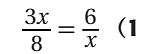 3x/8 = 6/x (1